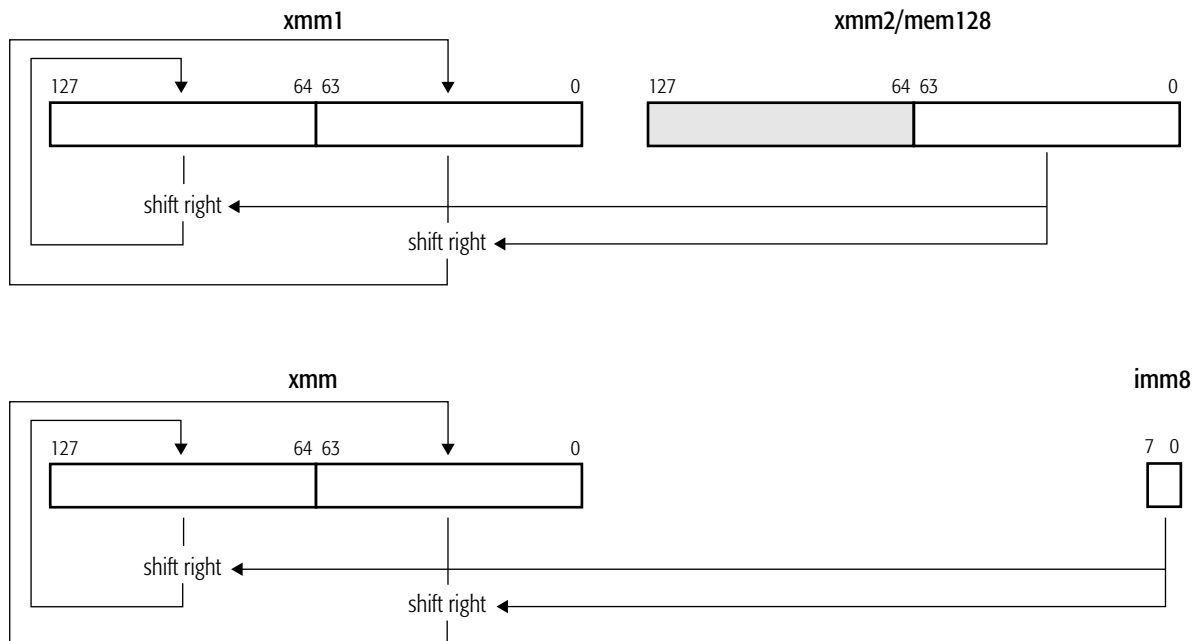 xmm1 xmm2/mem128
127 64 63 0 127 64 63 0
shift right
shift right
xmm imm8
127 64 63 0 7 0
shift right
shift right